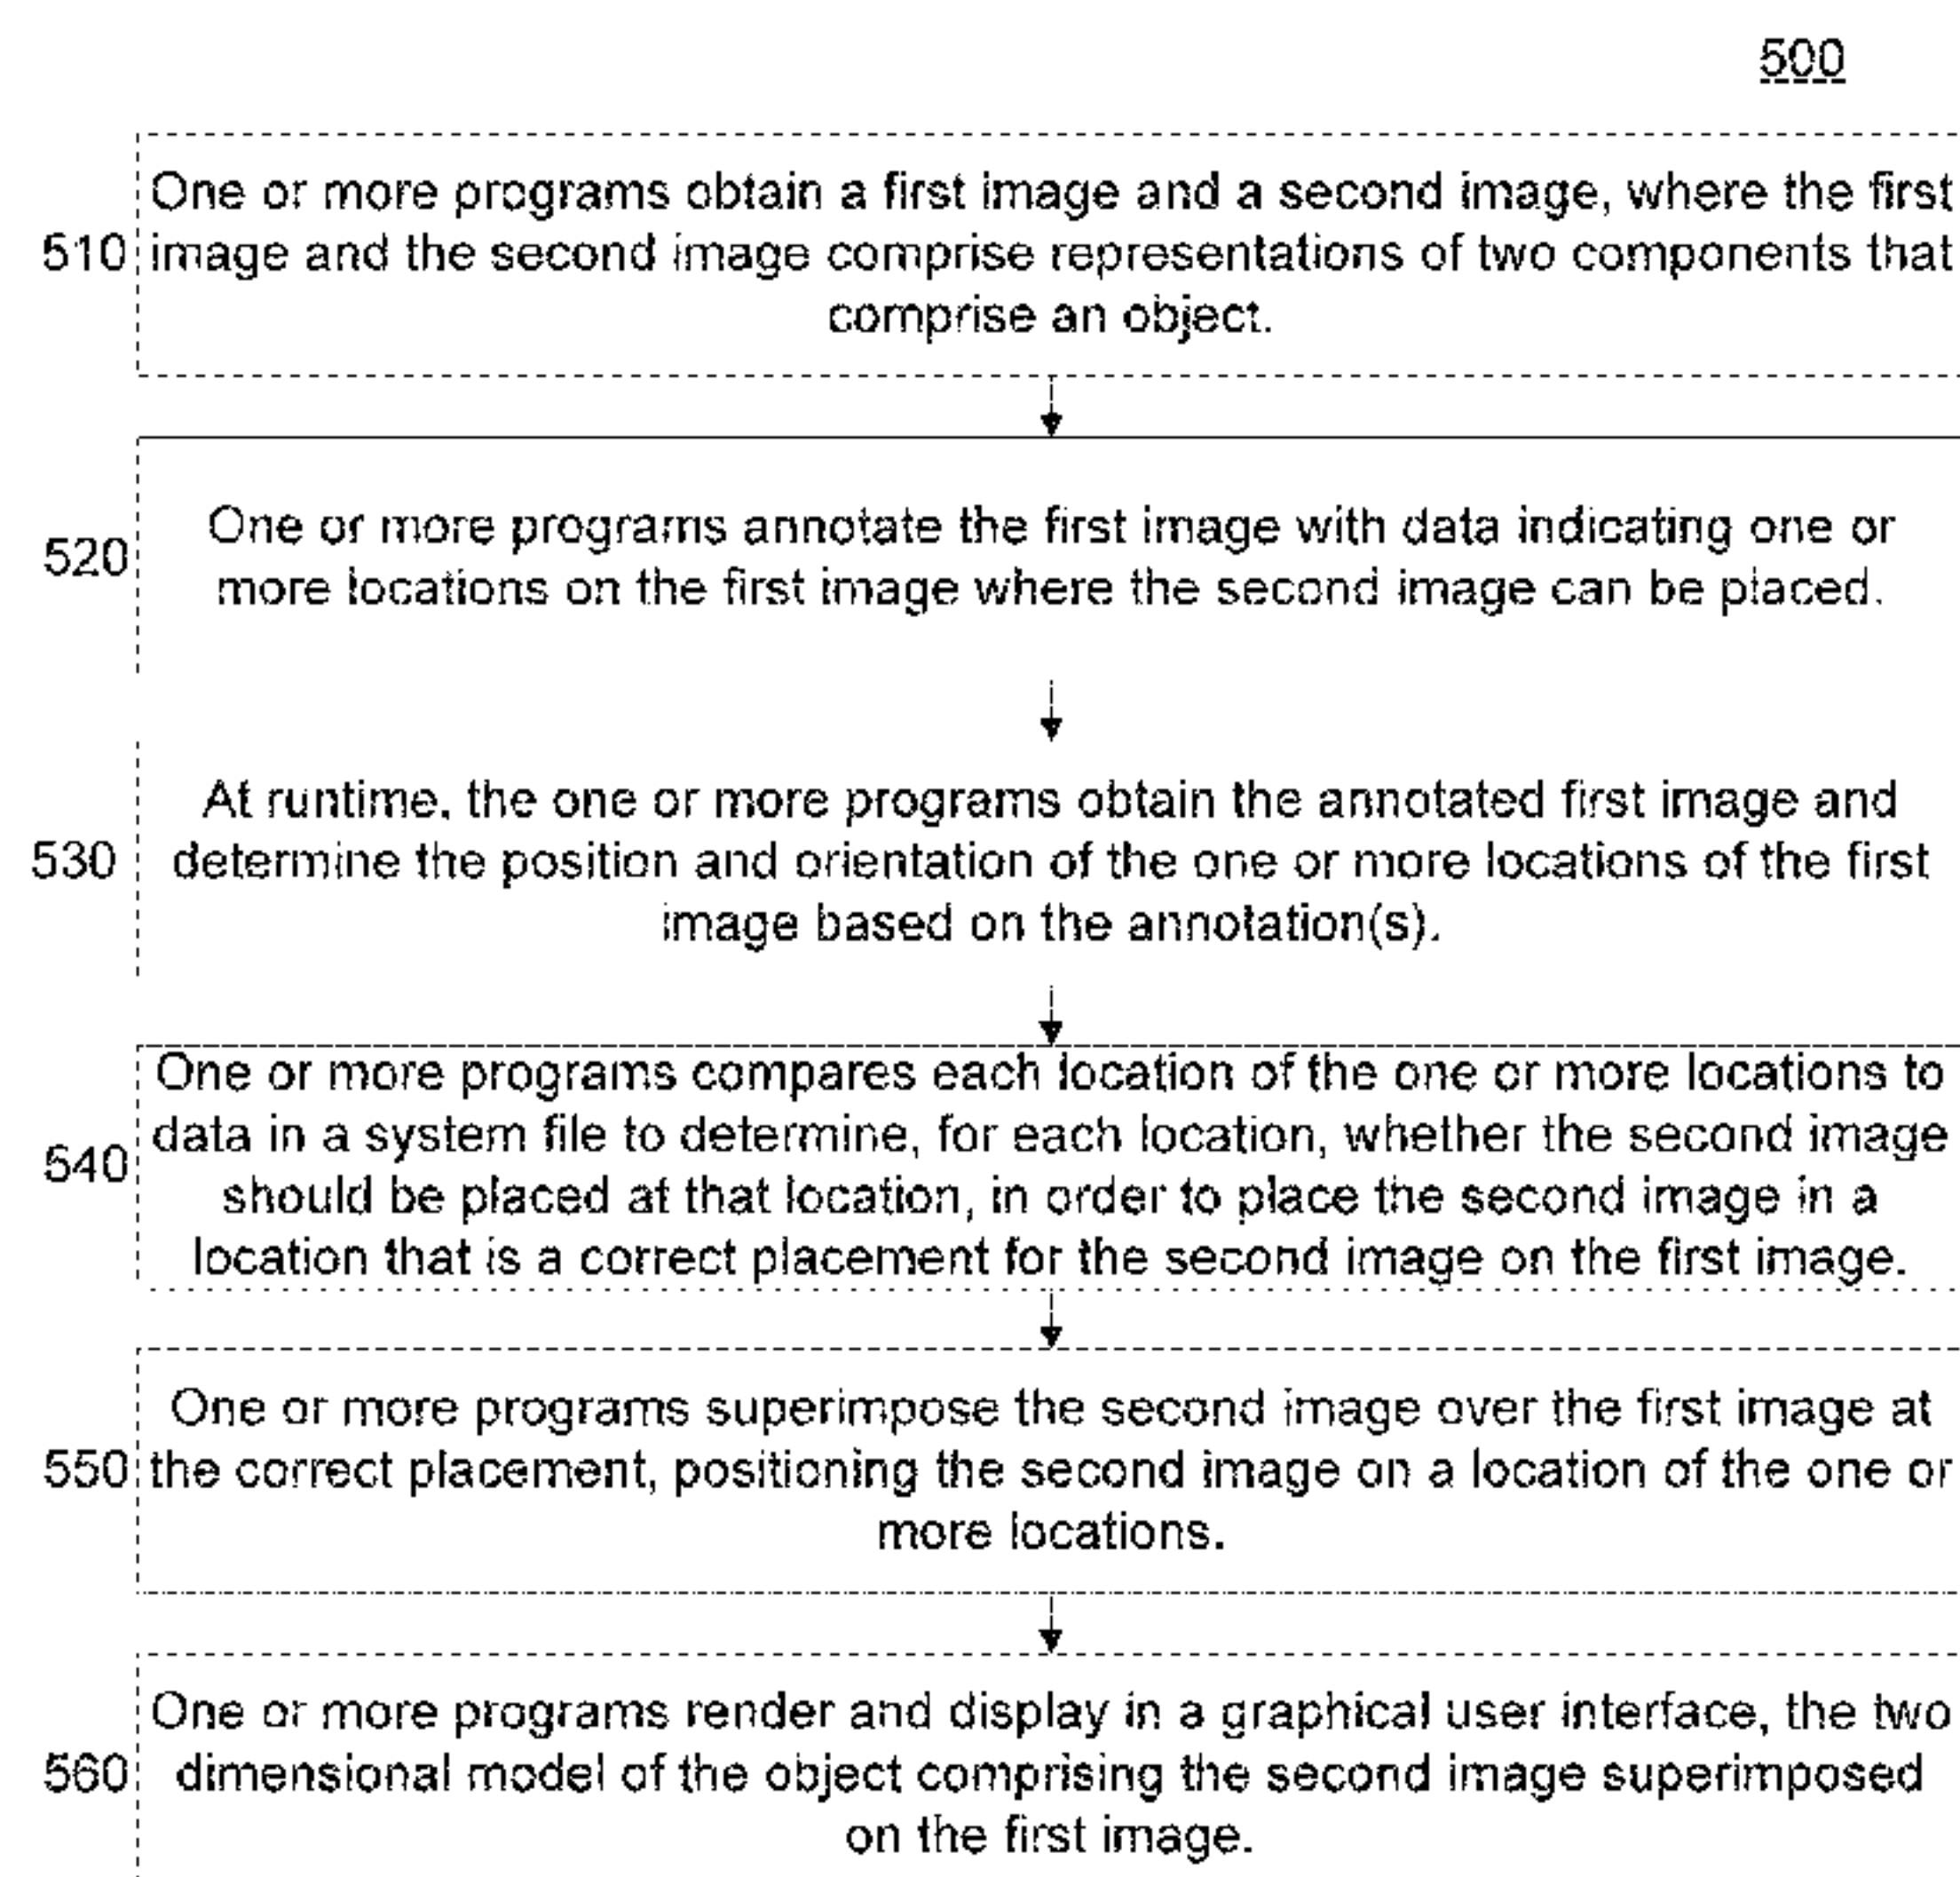 500
One or more programs obtain a first image and a second image, where the first
510 image and the second image comprise representations of two components that
comprise an object.
One or more programs annotate the first image with data indicating one or
520
more locations on the first image where the second image can be placed.
At runtime, the one or more programs obtain the annotated first image and
530 determine the position and orientation of the one or more locations of the first
image based on the annotation(s).
One or more programs compares each location of the one or more locations to
data in a system file to determine, for each location, whether the second image
540
should be placed at that location, in order to place the second image in a
location that is a correct placement for the second image on the first image.
One or more programs superimpose the second image over the first image at
550 the correct placement, positioning the second image on a location of the one or
more locations.
One or more programs render and display in a graphical user interface, the two
560 dimensional model of the object comprising the second image superimposed
on the first image.